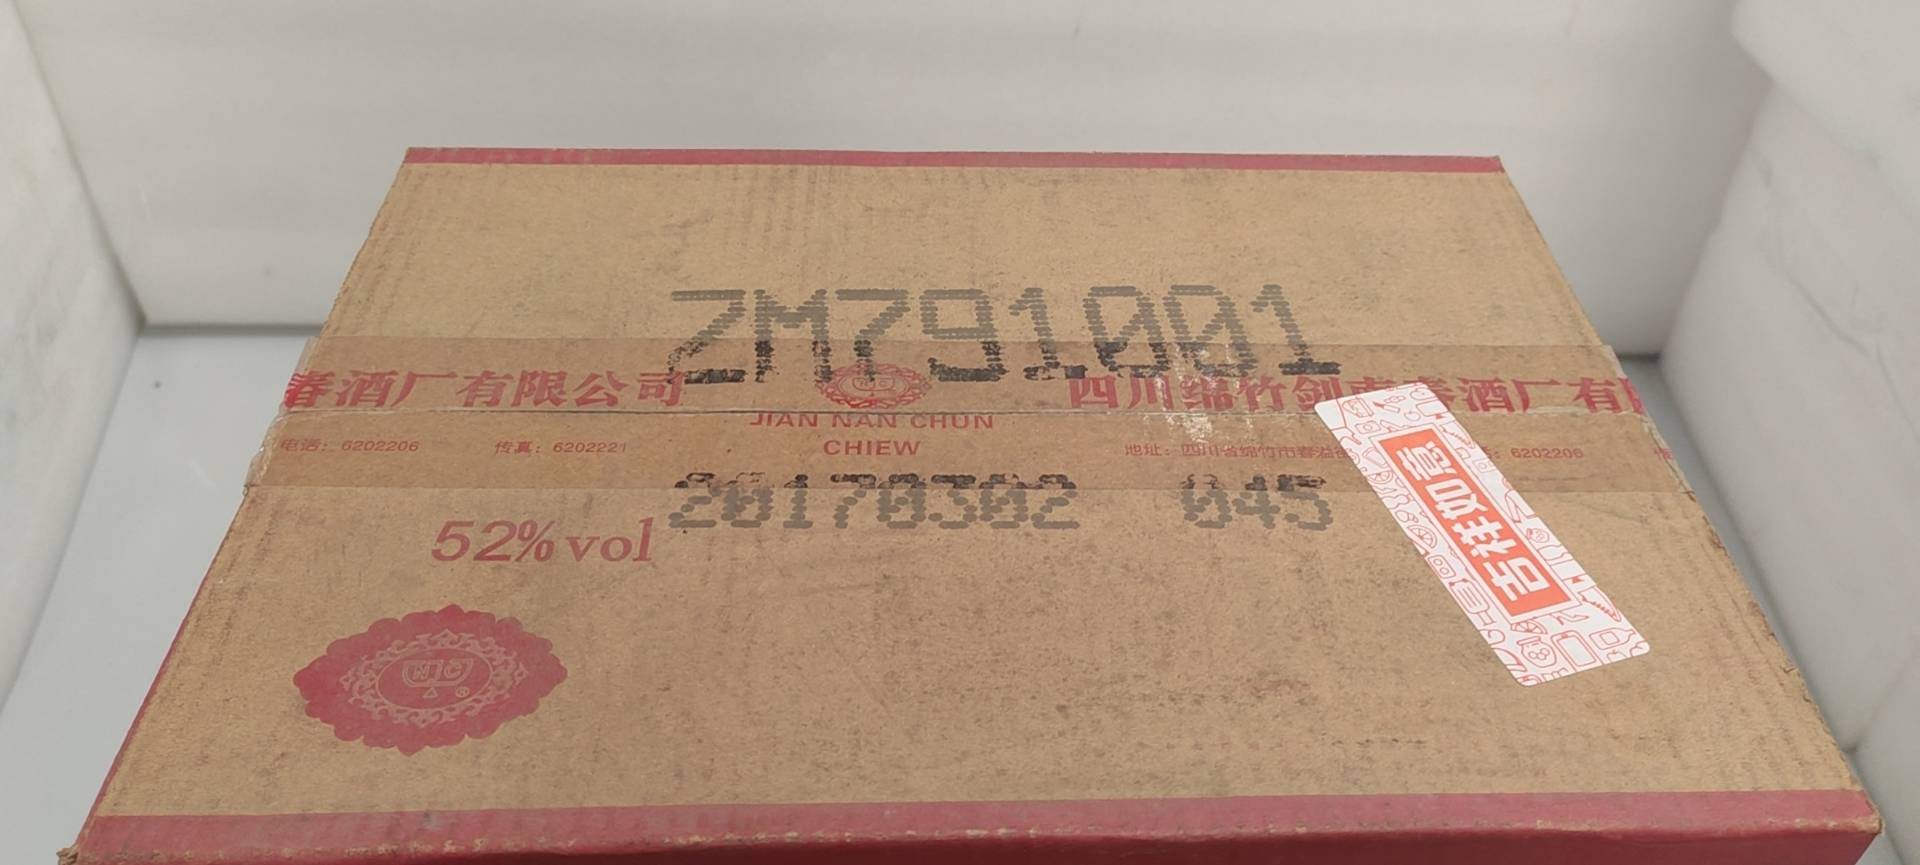 ZM791001
春酒厂有限公司
四川绵竹剑南春酒厂有
JIAN NAN CHUN
CHIEW
电话：6202206
传真：6202221
地址：四川省绵竹市春溢
6202206
20170302 045
52% vol
吉祥如意